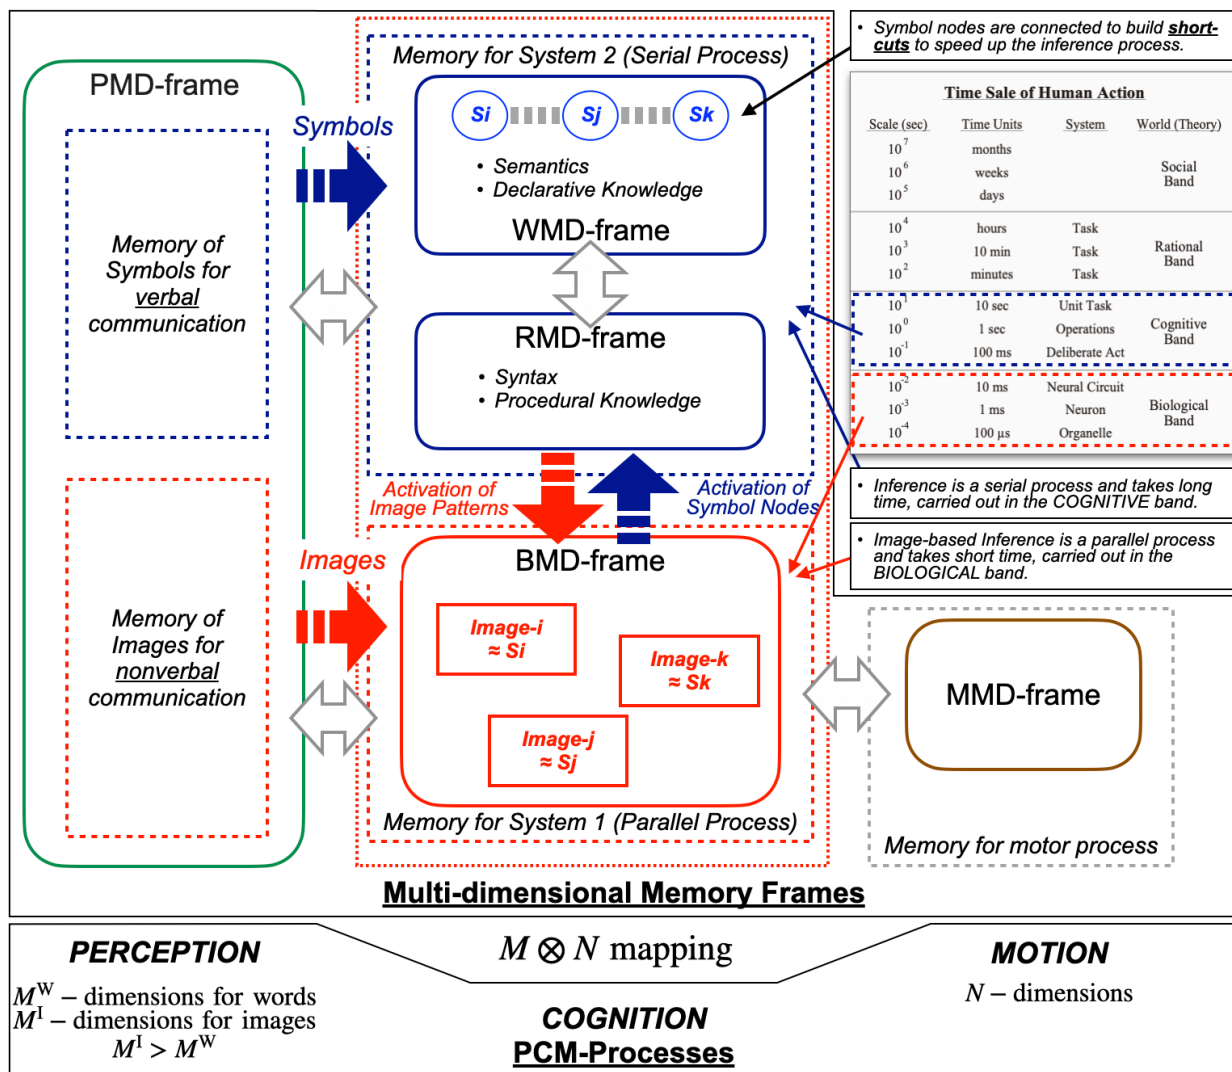 PMD-frame
Memory of
Symbols for
verbal
communication
Memory of
Images for
nonverbal
communication
Symbols
Images
Memory for System 2 (Serial Process)
Si
Sj
Sk
• Semantics
• Declarative Knowledge
WMD-frame
RMD-frame
• Syntax
• Procedural Knowledge
Activation of
Image Patterns
Activation of
Symbol Nodes
BMD-frame
Image-i
≈ Si
Image-k
≈ Sk
Image-j
≈ Sj
Memory for System 1 (Parallel Process)
Multi-dimensional Memory Frames
• Symbol nodes are connected to build short-
cuts to speed up the inference process.
Time Sale of Human Action
Scale (sec) Time Units System World (Theory)
10^7 months
10^6 weeks
10^5 days
Social
Band
10^4 hours Task
10^3 10 min Task
10^2 minutes Task
Rational
Band
10^1 10 sec Unit Task
10^0 1 sec Operations
10^-1 100 ms Deliberate Act
Cognitive
Band
10^-2 10 ms Neural Circuit
10^-3 1 ms Neuron
10^-4 100 µs Organelle
Biological
Band
• Inference is a serial process and takes long
time, carried out in the COGNITIVE band.
• Image-based Inference is a parallel process
and takes short time, carried out in the
BIOLOGICAL band.
MMD-frame
Memory for motor process
PERCEPTION
M^W – dimensions for words
M^I – dimensions for images
M^I > M^W
M ⊗ N mapping
COGNITION
PCM-Processes
MOTION
N – dimensions